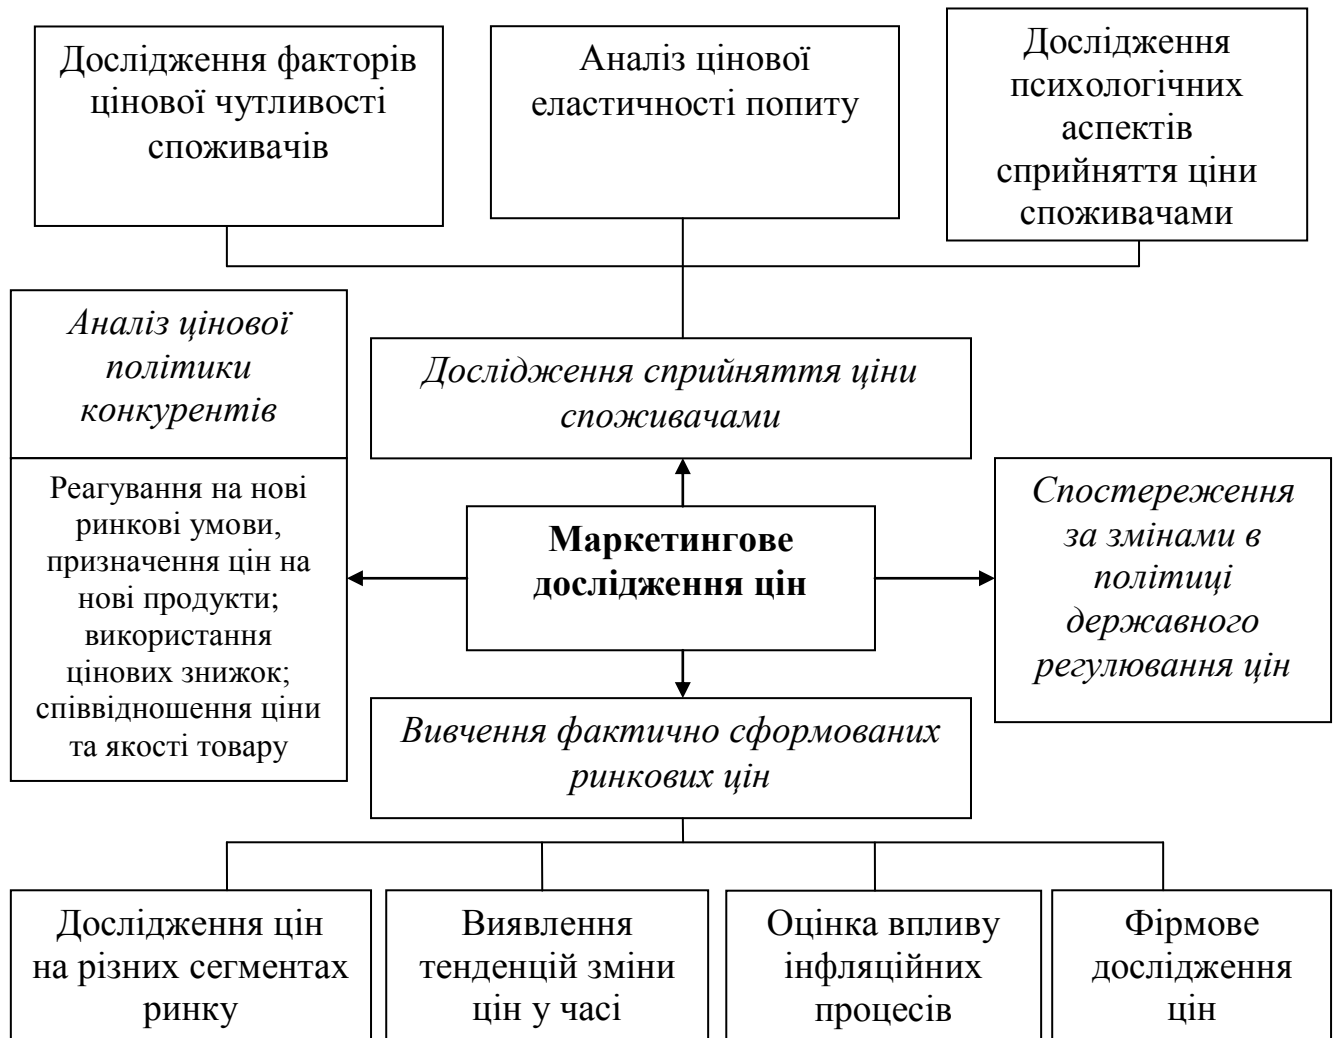 Дослідження факторів
цінової чутливості
споживачів
Аналіз цінової
еластичності попиту
Дослідження
психологічних
аспектів
сприйняття ціни
споживачами
Аналіз цінової
політики
конкурентів
Дослідження сприйняття ціни
споживачами
Реагування на нові
ринкові умови,
призначення цін на
нові продукти;
використання
цінових знижок;
співвідношення ціни
та якості товару
Маркетингове
дослідження цін
Спостереження
за змінами в
політиці
державного
регулювання цін
Вивчення фактично сформованих
ринкових цін
Дослідження цін
на різних сегментах
ринку
Виявлення
тенденцій зміни
цін у часі
Оцінка впливу
інфляційних
процесів
Фірмове
дослідження
цін